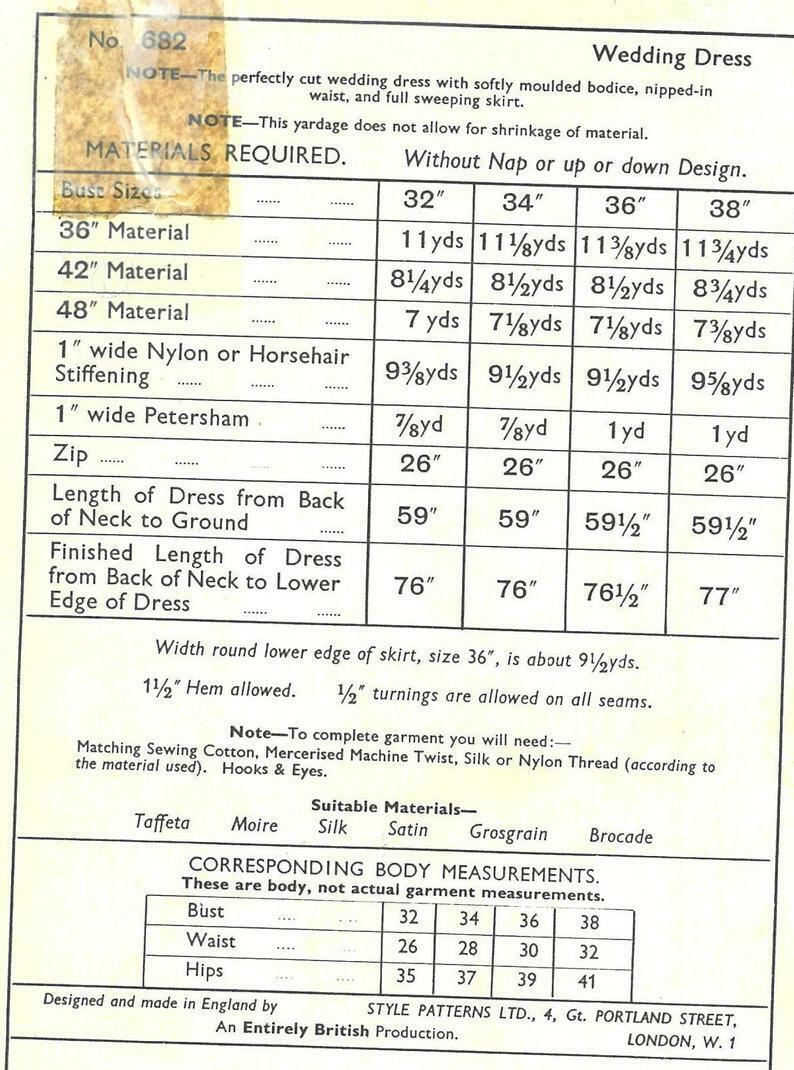 No. 682
Wedding Dress
NOTE—The perfectly cut wedding dress with softly moulded bodice, nipped-in
waist, and full sweeping skirt.
NOTE—This yardage does not allow for shrinkage of material.
MATERIALS REQUIRED. Without Nap or up or down Design.
Bust Sizes ...... ...... 32″ 34″ 36″ 38″
36″ Material ...... ...... 11yds 11⅛yds 11⅜yds 11¾yds
42″ Material ...... ...... 8¼yds 8½yds 8½yds 8¾yds
48″ Material ...... ...... 7 yds 7⅛yds 7⅛yds 7⅜yds
1″ wide Nylon or Horsehair
Stiffening ...... ...... ...... 9⅜yds 9½yds 9½yds 9⅝yds
1″ wide Petersham . ...... ⅞yd ⅞yd 1yd 1yd
Zip ...... ...... ...... ...... 26″ 26″ 26″ 26″
Length of Dress from Back
of Neck to Ground ...... 59″ 59″ 59½″ 59½″
Finished Length of Dress
from Back of Neck to Lower
Edge of Dress ...... ...... 76″ 76″ 76½″ 77″
Width round lower edge of skirt, size 36″, is about 9½yds.
1½″ Hem allowed. ½″ turnings are allowed on all seams.
Note—To complete garment you will need:—
Matching Sewing Cotton, Mercerised Machine Twist, Silk or Nylon Thread (according to
the material used). Hooks & Eyes.
Suitable Materials—
Taffeta Moire Silk Satin Grosgrain Brocade
CORRESPONDING BODY MEASUREMENTS.
These are body, not actual garment measurements.
Bust .... .... 32 34 36 38
Waist .... .... 26 28 30 32
Hips .... .... 35 37 39 41
Designed and made in England by STYLE PATTERNS LTD., 4, Gt. PORTLAND STREET,
An Entirely British Production. LONDON, W. 1